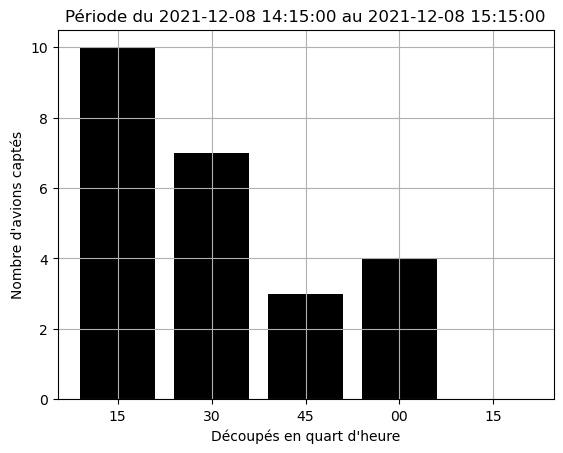 Période du 2021-12-08 14:15:00 au 2021-12-08 15:15:00
10
8
6
4
2
0
Nombre d'avions captés
15 30 45 00 15
Découpés en quart d'heure